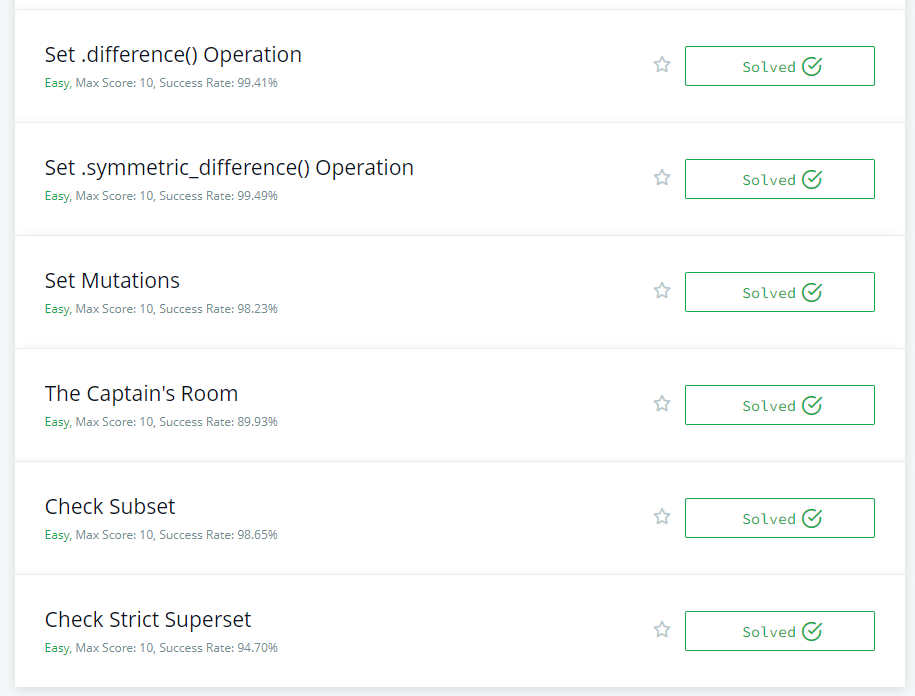 Set .difference() Operation
Easy, Max Score: 10, Success Rate: 99.41%
Solved
Set .symmetric_difference() Operation
Easy, Max Score: 10, Success Rate: 99.49%
Solved
Set Mutations
Easy, Max Score: 10, Success Rate: 98.23%
Solved
The Captain's Room
Easy, Max Score: 10, Success Rate: 89.93%
Solved
Check Subset
Easy, Max Score: 10, Success Rate: 98.65%
Solved
Check Strict Superset
Easy, Max Score: 10, Success Rate: 94.70%
Solved